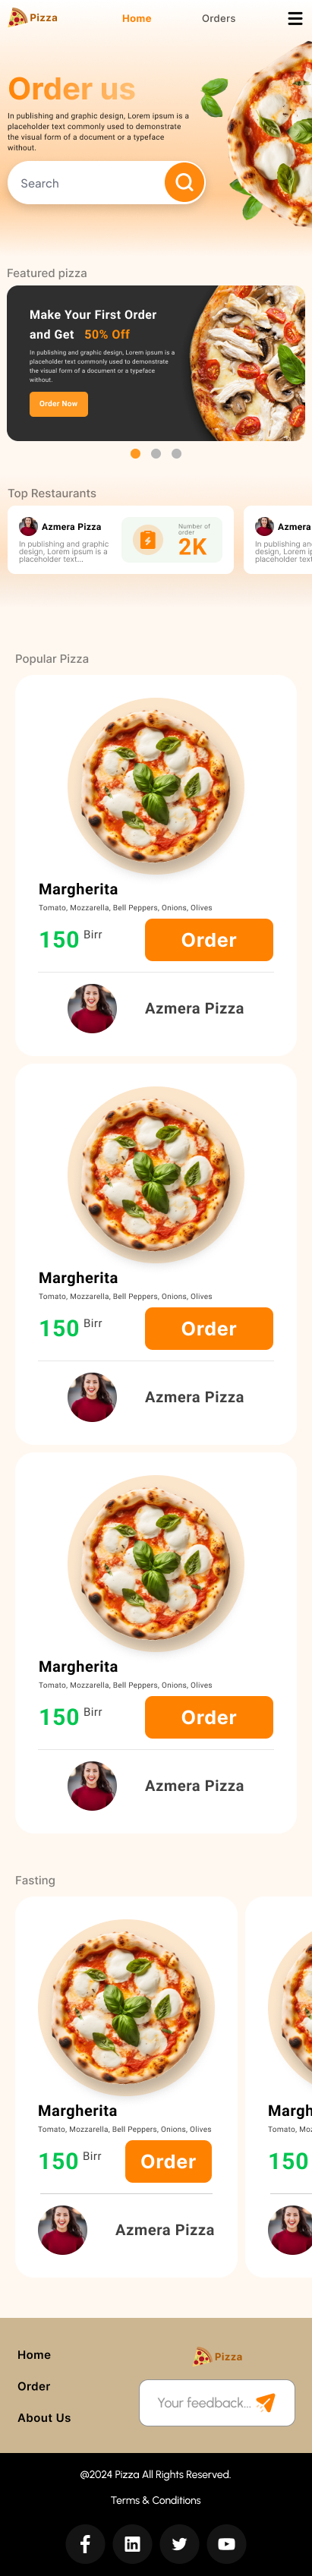 Pizza
Home
Orders
Order us
In publishing and graphic design, Lorem ipsum is a
placeholder text commonly used to demonstrate
the visual form of a document or a typeface
without.
Search
Featured pizza
Make Your First Order
and Get 50% Off
In publishing and graphic design, Lorem ipsum is a
placeholder text commonly used to demonstrate
the visual form of a document or a typeface
without.
Order Now
Top Restaurants
Azmera Pizza
In publishing and graphic
design, Lorem ipsum is a
placeholder text...
Number of
order
2K
Azmera
In publishing an
design, Lorem ip
placeholder text
Popular Pizza
Margherita
Tomato, Mozzarella, Bell Peppers, Onions, Olives
150 Birr
Order
Azmera Pizza
Margherita
Tomato, Mozzarella, Bell Peppers, Onions, Olives
150 Birr
Order
Azmera Pizza
Margherita
Tomato, Mozzarella, Bell Peppers, Onions, Olives
150 Birr
Order
Azmera Pizza
Fasting
Margherita
Tomato, Mozzarella, Bell Peppers, Onions, Olives
150 Birr
Order
Azmera Pizza
Margh
Tomato, Moz
150
Home
Order
About Us
Pizza
Your feedback...
@2024 Pizza All Rights Reserved.
Terms & Conditions